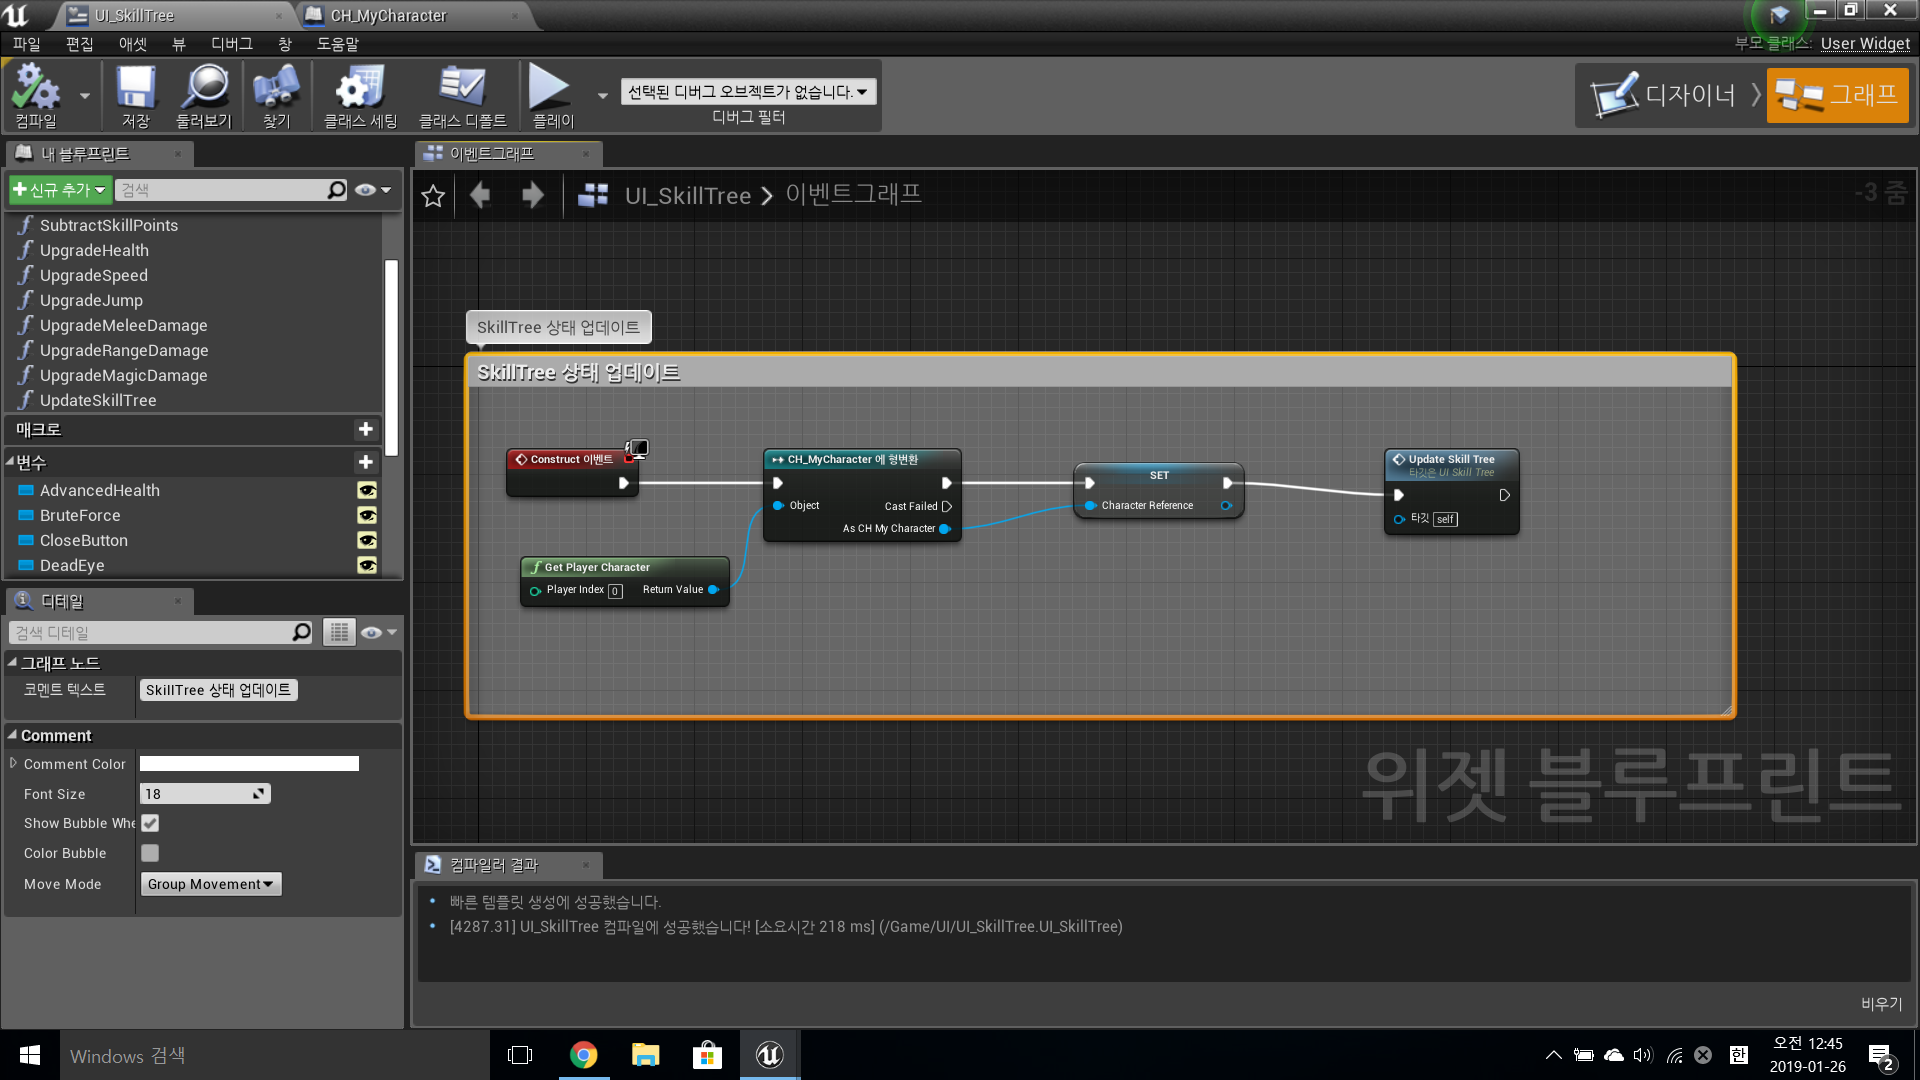 UI_SkillTree
CH_MyCharacter
파일
편집
애셋
뷰
디버그
창
도움말
부모 클래스:
User Widget
컴파일
저장
둘러보기
찾기
클래스 세팅
클래스 디폴트
플레이
선택된 디버그 오브젝트가 없습니다.
디버그 필터
디자이너
그래프
내 블루프린트
신규 추가
검색
SubtractSkillPoints
UpgradeHealth
UpgradeSpeed
UpgradeJump
UpgradeMeleeDamage
UpgradeRangeDamage
UpgradeMagicDamage
UpdateSkillTree
매크로
변수
AdvancedHealth
BruteForce
CloseButton
DeadEye
디테일
검색 디테일
그래프 노드
코멘트 텍스트
SkillTree 상태 업데이트
Comment
Comment Color
Font Size
18
Show Bubble Whe
Color Bubble
Move Mode
Group Movement
이벤트그래프
UI_SkillTree
이벤트그래프
-3 줌
SkillTree 상태 업데이트
SkillTree 상태 업데이트
Construct 이벤트
CH_MyCharacter 에 형변환
Object
Cast Failed
As CH My Character
Get Player Character
Player Index 0
Return Value
SET
Character Reference
Update Skill Tree
타깃은 UI Skill Tree
타깃 self
위젯 블루프린트
컴파일러 결과
빠른 템플릿 생성에 성공했습니다.
[4287.31] UI_SkillTree 컴파일에 성공했습니다! [소요시간 218 ms] (/Game/UI/UI_SkillTree.UI_SkillTree)
비우기
Windows 검색
한
오전 12:45
2019-01-26
2